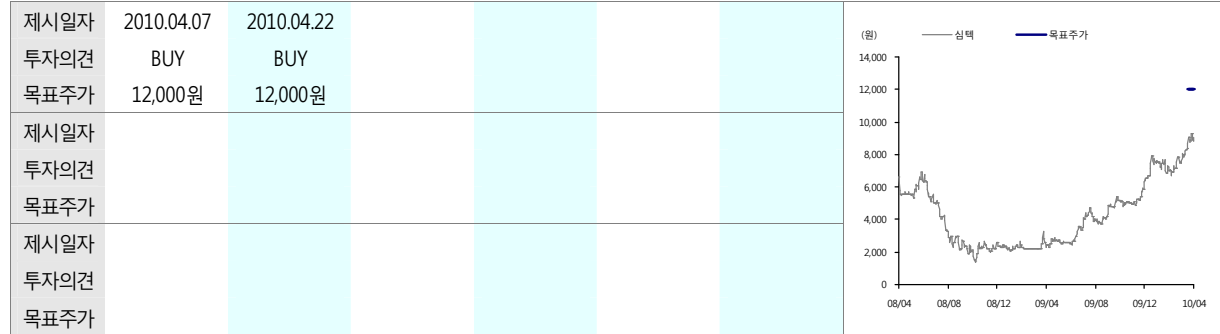 제시일자 2010.04.07 2010.04.22
투자의견 BUY BUY
목표주가 12,000원 12,000원
제시일자
투자의견
목표주가
제시일자
투자의견
목표주가
(원) 심텍 목표주가
14,000
12,000
10,000
8,000
6,000
4,000
2,000
0
08/04 08/08 08/12 09/04 09/08 09/12 10/04